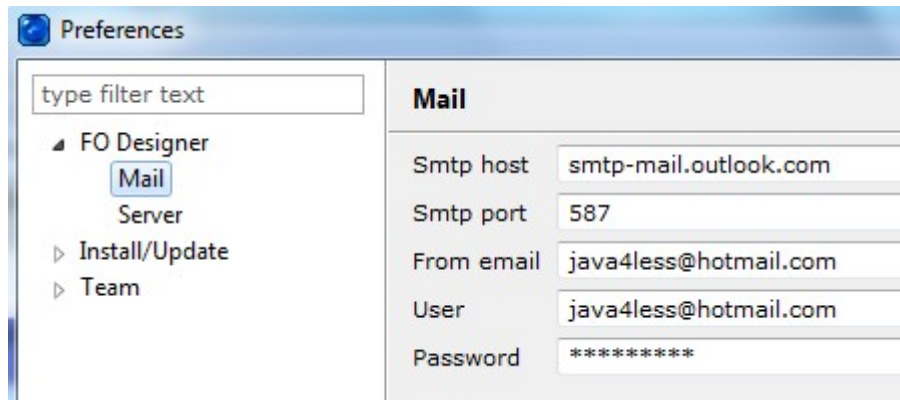 Preferences
type filter text
FO Designer
Mail
Server
Install/Update
Team
Mail
Smtp host smtp-mail.outlook.com
Smtp port 587
From email java4less@hotmail.com
User java4less@hotmail.com
Password *********